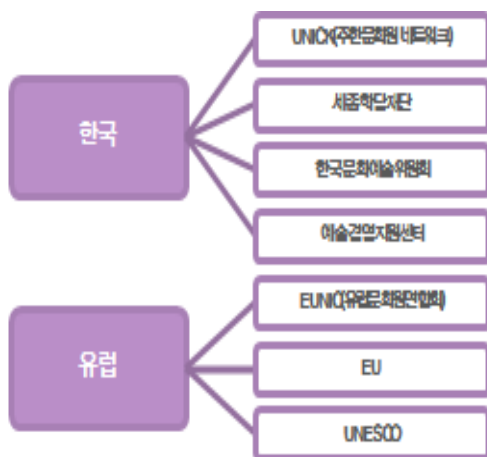 한국
UNICK(주한문화원 네트워크)
세종학당재단
한국문화예술위원회
예술경영지원센터
유럽
EUNIC(유럽문화원연합회)
EU
UNESCO